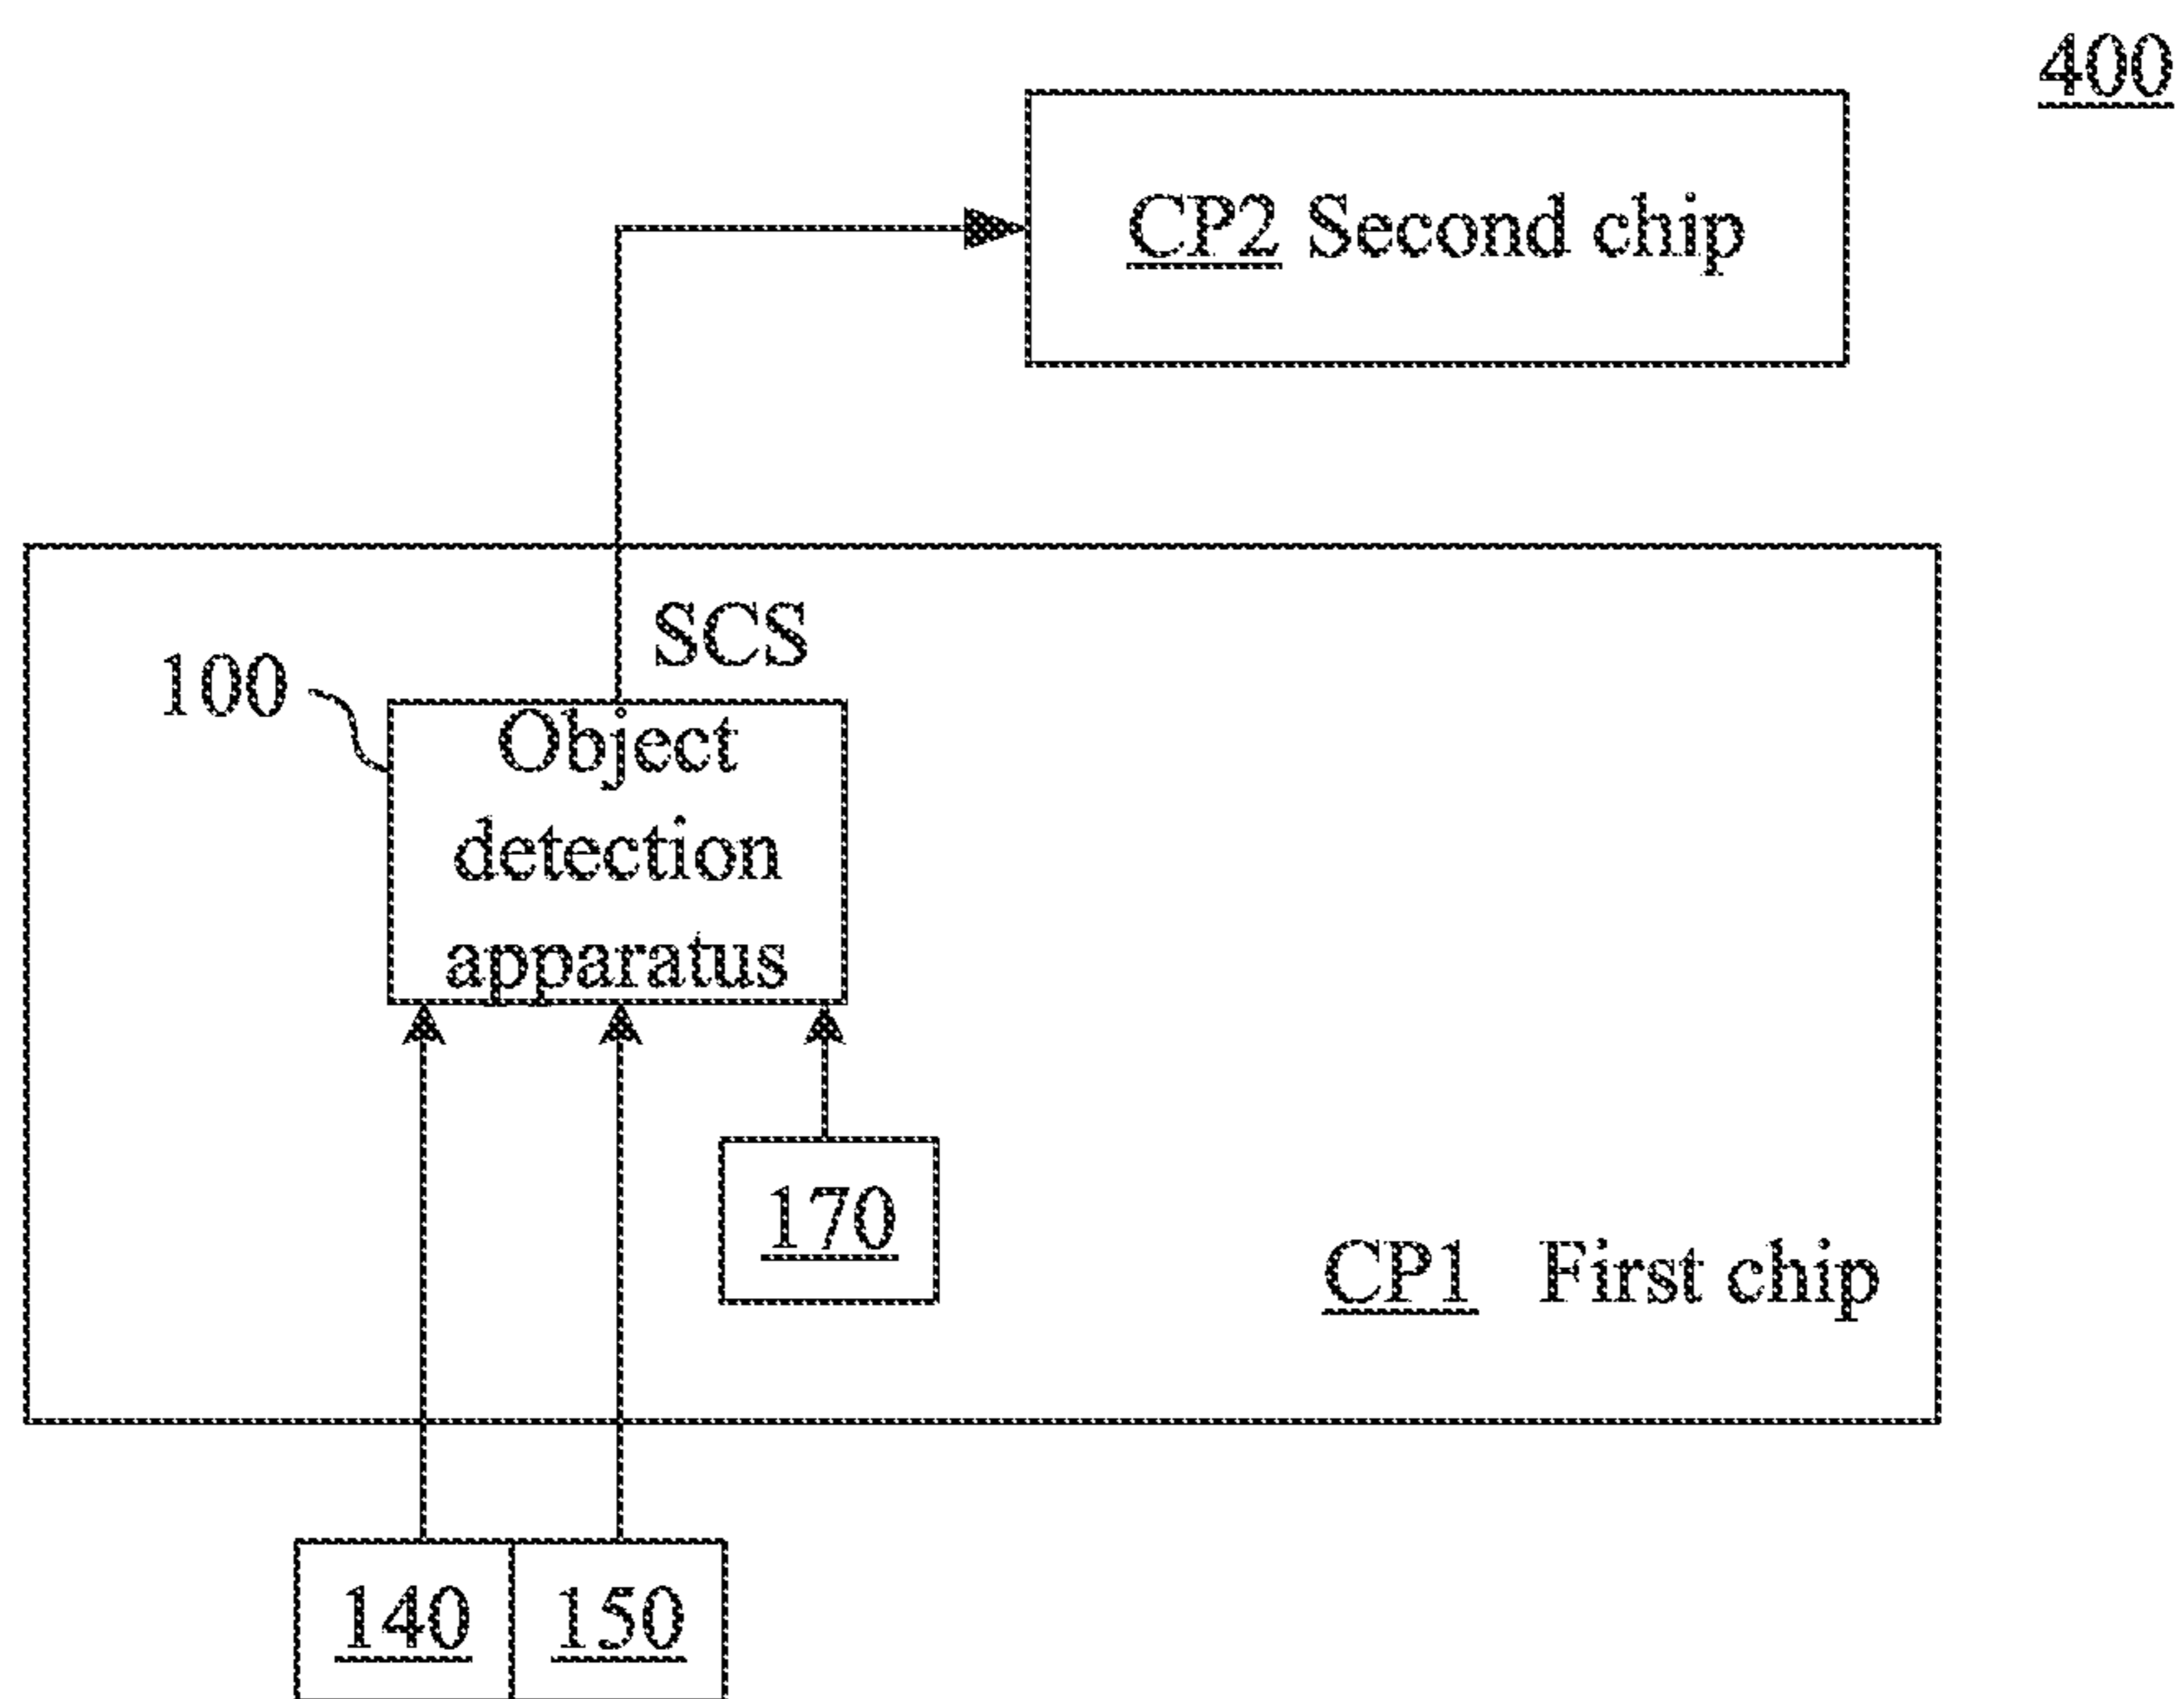 400
CP2 Second chip
SCS
100
Object
detection
apparatus
170
CP1 First chip
140 150